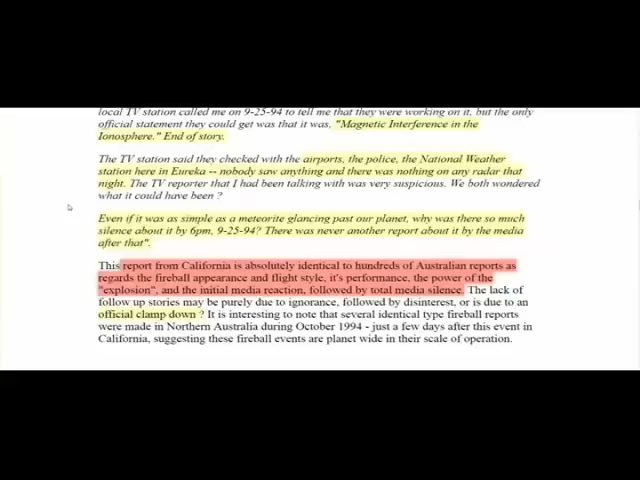 local TV station called me on 9-25-94 to tell me that they were working on it, but the only
official statement they could get was that it was, "Magnetic Interference in the
Ionosphere." End of story.
The TV station said they checked with the airports, the police, the National Weather
station here in Eureka -- nobody saw anything and there was nothing on any radar that
night. The TV reporter that I had been talking with was very suspicious. We both wondered
what it could have been ?
Even if it was as simple as a meteorite glancing past our planet, why was there so much
silence about it by 6pm, 9-25-94? There was never another report about it by the media
after that".
This report from California is absolutely identical to hundreds of Australian reports as
regards the fireball appearance and flight style, it's performance, the power of the
"explosion", and the initial media reaction, followed by total media silence. The lack of
follow up stories may be purely due to ignorance, followed by disinterest, or is due to an
official clamp down ? It is interesting to note that several identical type fireball reports
were made in Northern Australia during October 1994 - just a few days after this event in
California, suggesting these fireball events are planet wide in their scale of operation.